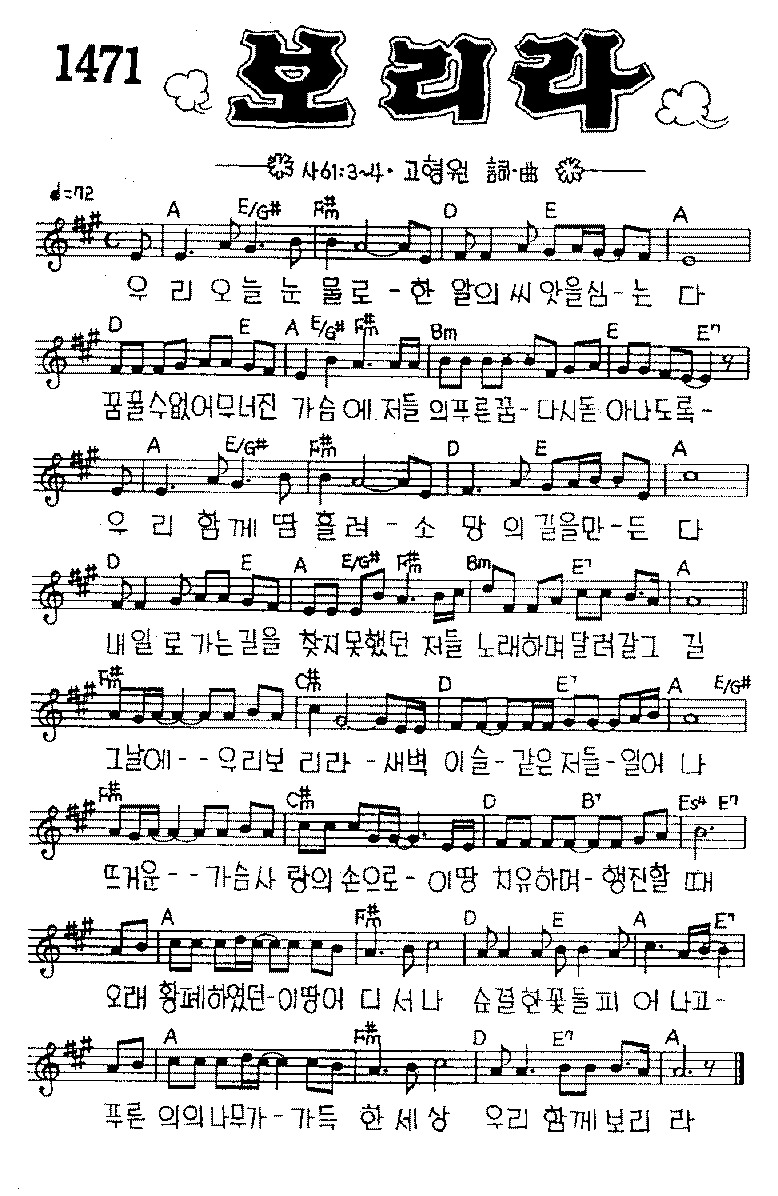 1471
보리라
사61:3~4·고형원 詞·曲
♩=72
A E/G# F#m D E A
우 리 오늘 눈 물로 - 한 알의 씨 앗을심 - 는 다
D E A E/G# F#m Bm E E7
꿈꿀수없어무너진 가슴에 저들 의푸른꿈 - 다시돋 아나도록 -
A E/G# F#m D E A
우 리 함께 땀 흘려 - 소 망 의 길을만 - 든 다
D E A E/G# F#m Bm E7 A
내일로가는길을 찾지못했던 저들 노래하며달려갈그 길
F#m C#m D E7 A E/G#
그날에 - - 우리보 리라 - 새벽 이슬 - 같은저들 - 일어 나
F#m C#m D B7 Es4 E7
뜨거운 - - 가슴사 랑의 손으로 - 이땅 치유하며 - 행진할 때
A F#m D E A E7
오래 황폐하였던 - 이땅어 디서나 순결한꽃들피 어나고 -
A F#m D E7 A
푸른 의의나무가 - 가득 한세상 우리 함께보리 라